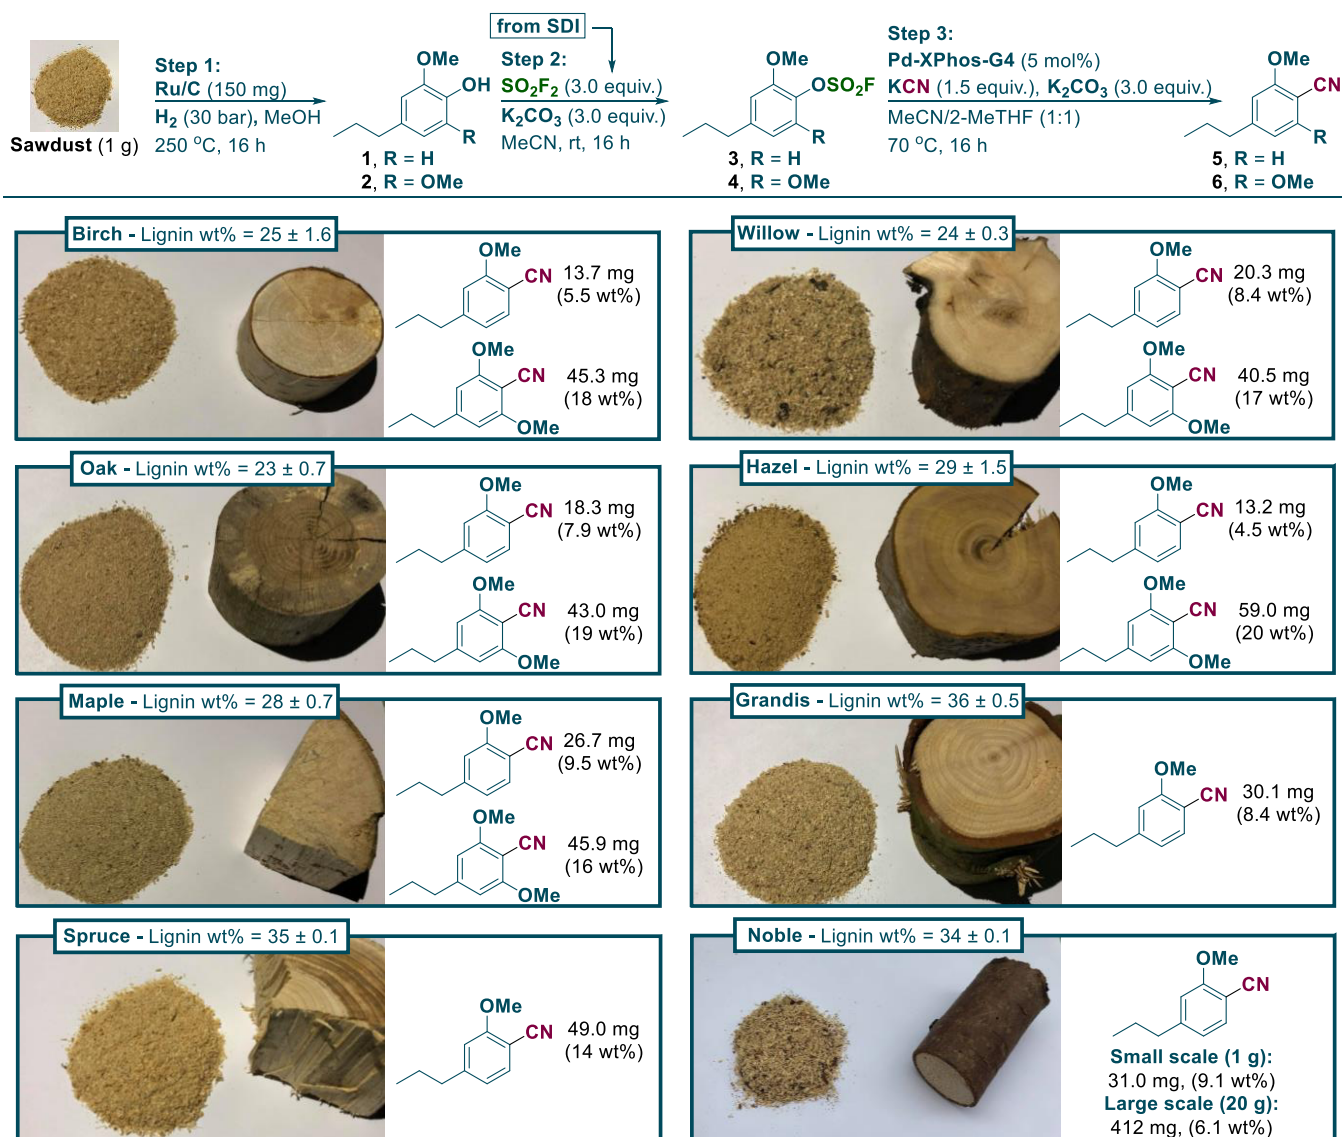 from SDI
Step 1:
Ru/C (150 mg)
H2 (30 bar), MeOH
250 °C, 16 h
Sawdust (1 g)
OMe
OH
R
1, R = H
2, R = OMe
Step 2:
SO2F2 (3.0 equiv.)
K2CO3 (3.0 equiv.)
MeCN, rt, 16 h
OMe
OSO2F
R
3, R = H
4, R = OMe
Step 3:
Pd-XPhos-G4 (5 mol%)
KCN (1.5 equiv.), K2CO3 (3.0 equiv.)
MeCN/2-MeTHF (1:1)
70 °C, 16 h
OMe
CN
R
5, R = H
6, R = OMe
Birch - Lignin wt% = 25 ± 1.6
OMe
CN
13.7 mg
(5.5 wt%)
OMe
CN
OMe
45.3 mg
(18 wt%)
Willow - Lignin wt% = 24 ± 0.3
OMe
CN
20.3 mg
(8.4 wt%)
OMe
CN
OMe
40.5 mg
(17 wt%)
Oak - Lignin wt% = 23 ± 0.7
OMe
CN
18.3 mg
(7.9 wt%)
OMe
CN
OMe
43.0 mg
(19 wt%)
Hazel - Lignin wt% = 29 ± 1.5
OMe
CN
13.2 mg
(4.5 wt%)
OMe
CN
OMe
59.0 mg
(20 wt%)
Maple - Lignin wt% = 28 ± 0.7
OMe
CN
26.7 mg
(9.5 wt%)
OMe
CN
OMe
45.9 mg
(16 wt%)
Grandis - Lignin wt% = 36 ± 0.5
OMe
CN
30.1 mg
(8.4 wt%)
Spruce - Lignin wt% = 35 ± 0.1
OMe
CN
49.0 mg
(14 wt%)
Noble - Lignin wt% = 34 ± 0.1
OMe
CN
Small scale (1 g):
31.0 mg, (9.1 wt%)
Large scale (20 g):
412 mg, (6.1 wt%)